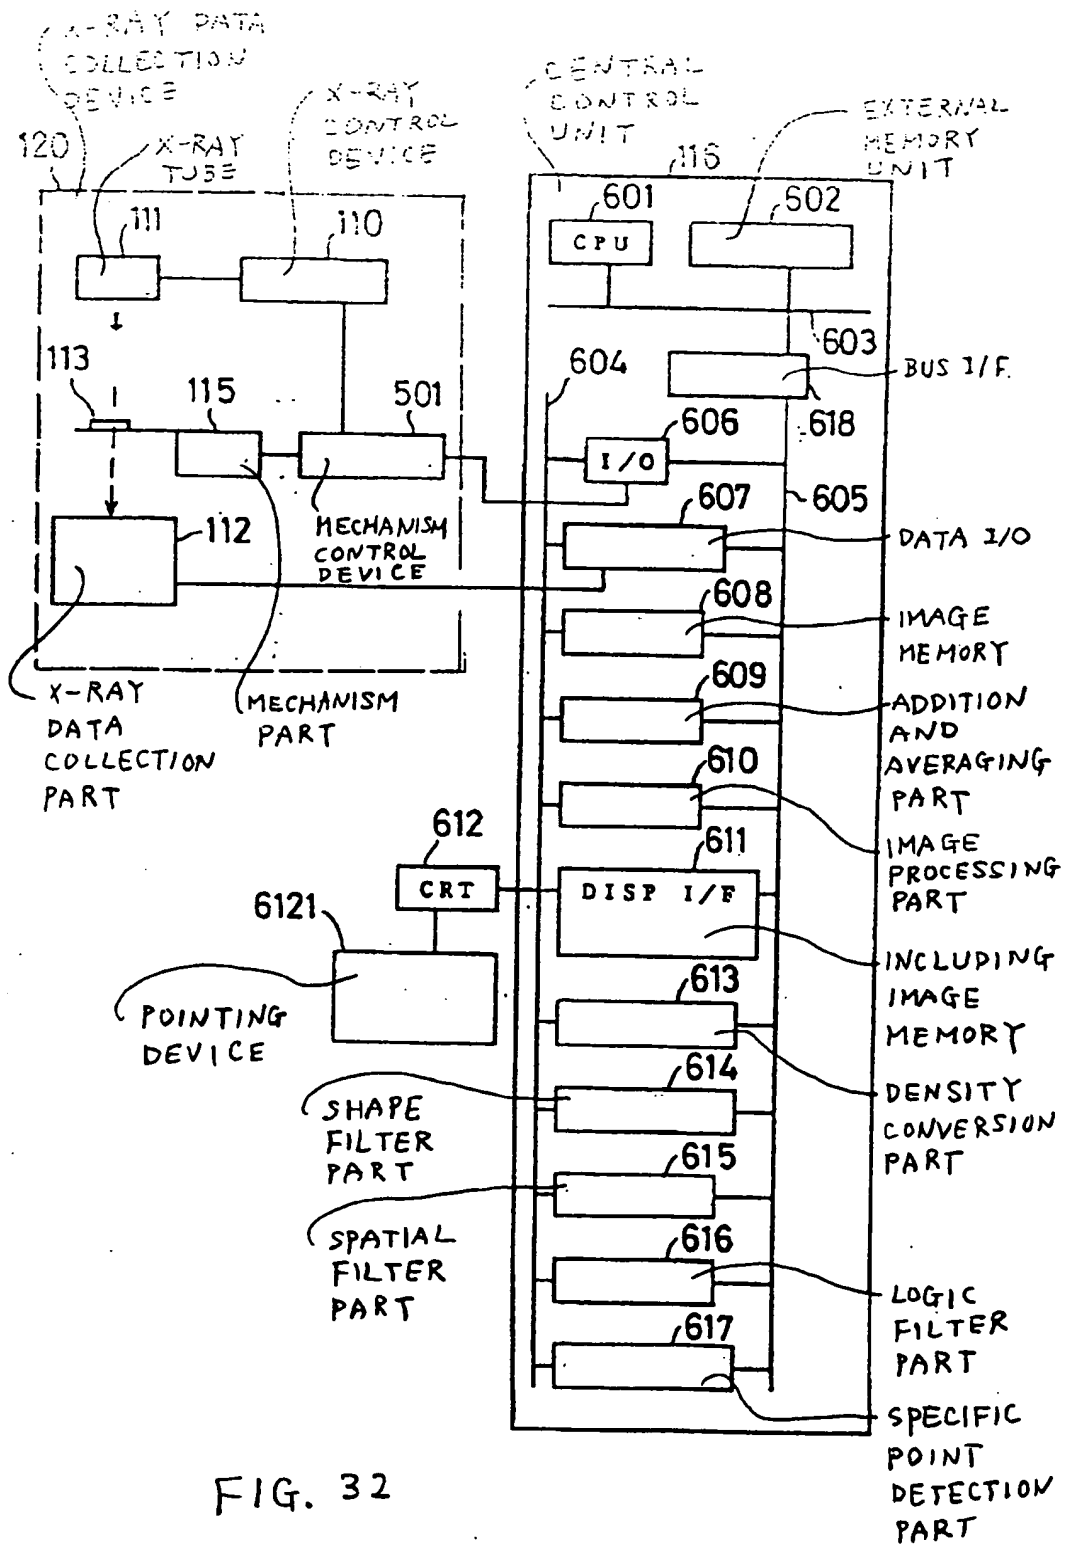 X-RAY DATA
COLLECTION
DEVICE
120
X-RAY
TUBE
X-RAY
CONTROL
DEVICE
CENTRAL
CONTROL
UNIT
116
EXTERNAL
MEMORY
UNIT
111
110
601
CPU
602
603
113
115
501
604
BUS I/F.
618
606
I/O
605
112
MECHANISM
CONTROL
DEVICE
607
DATA I/O
608
IMAGE
MEMORY
X-RAY
DATA
COLLECTION
PART
MECHANISM
PART
609
ADDITION
AND
AVERAGING
PART
610
IMAGE
PROCESSING
PART
612
CRT
611
DISP I/F
INCLUDING
IMAGE
MEMORY
6121
POINTING
DEVICE
613
DENSITY
CONVERSION
PART
614
SHAPE
FILTER
PART
615
SPATIAL
FILTER
PART
616
LOGIC
FILTER
PART
617
SPECIFIC
POINT
DETECTION
PART
FIG. 32